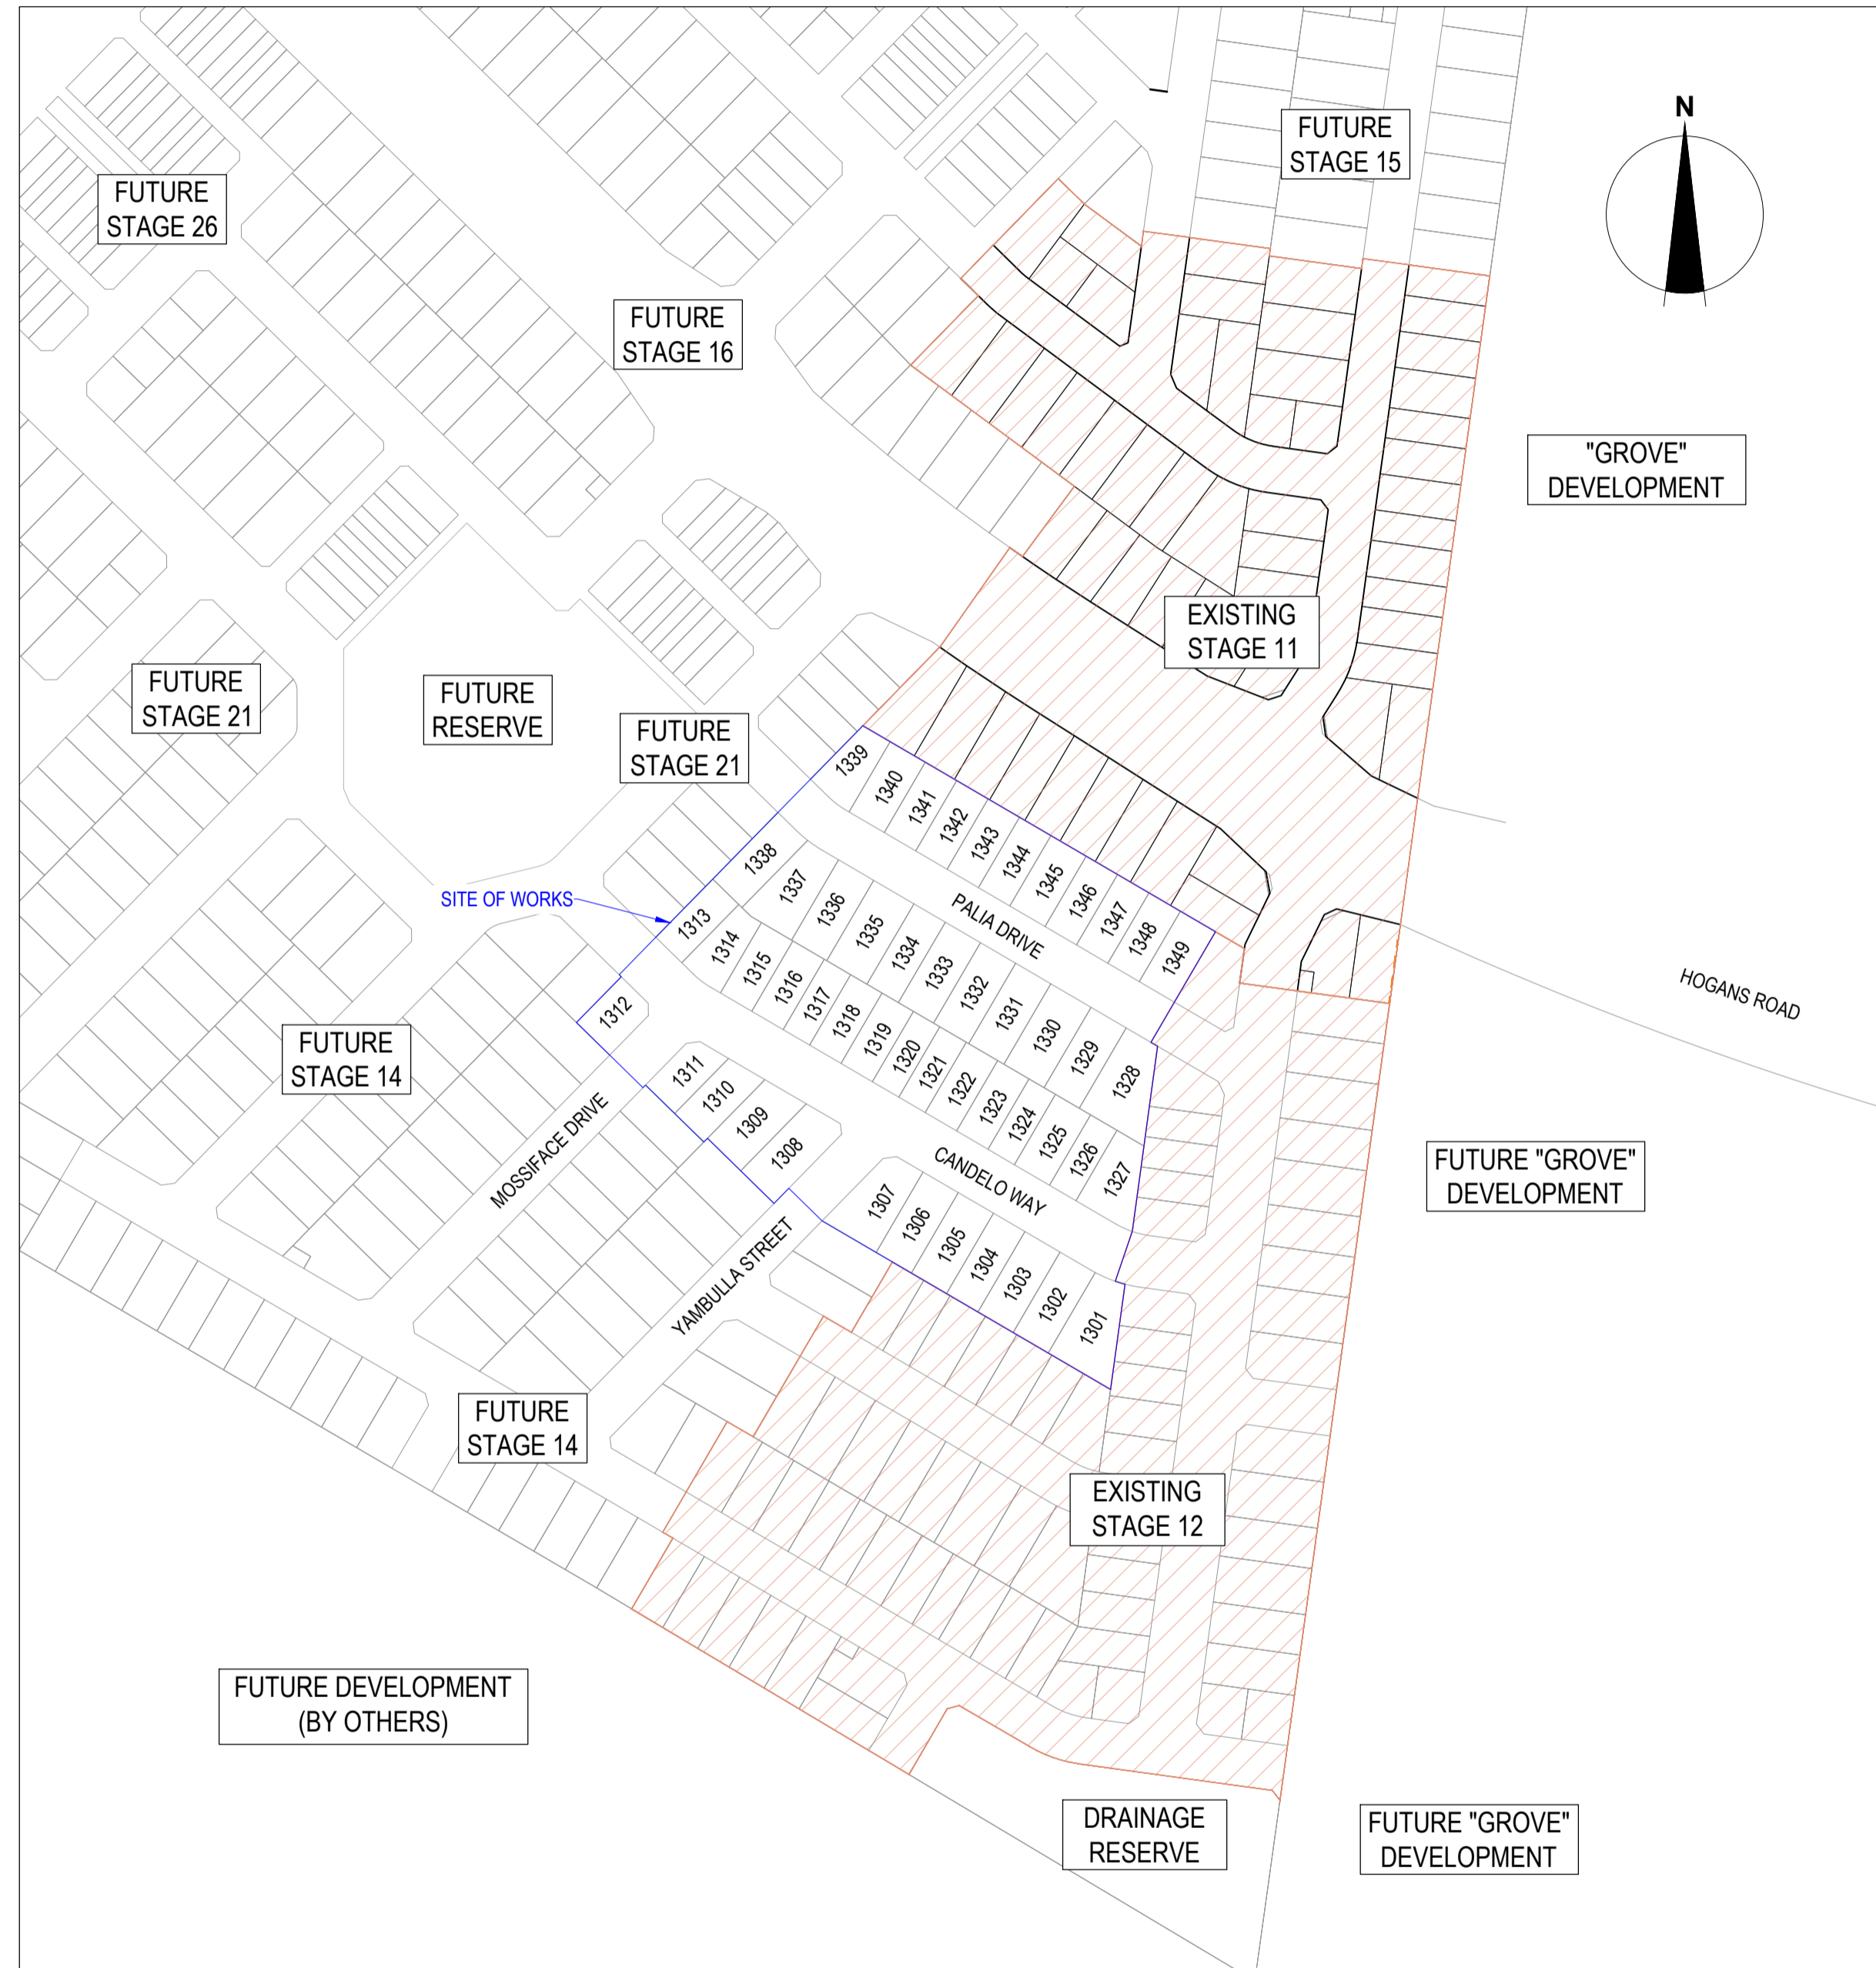 N
FUTURE
STAGE 15
FUTURE
STAGE 26
FUTURE
STAGE 16
"GROVE"
DEVELOPMENT
EXISTING
STAGE 11
FUTURE
STAGE 21
FUTURE
RESERVE
FUTURE
STAGE 21
1339
1340
1341
1342
1343
1344
1345
1346
1347
1348
1349
PALIA DRIVE
SITE OF WORKS
1338
1337
1336
1335
1334
1333
1332
1331
1330
1329
1328
1313
1314
1315
1316
1317
1318
1319
1320
1321
1322
1323
1324
1325
1326
1327
HOGANS ROAD
1312
1311
1310
1309
1308
FUTURE
STAGE 14
MOSSIFACE DRIVE
CANDELO WAY
FUTURE "GROVE"
DEVELOPMENT
1307
1306
1305
1304
1303
1302
1301
YAMBULLA STREET
FUTURE
STAGE 14
EXISTING
STAGE 12
FUTURE DEVELOPMENT
(BY OTHERS)
DRAINAGE
RESERVE
FUTURE "GROVE"
DEVELOPMENT